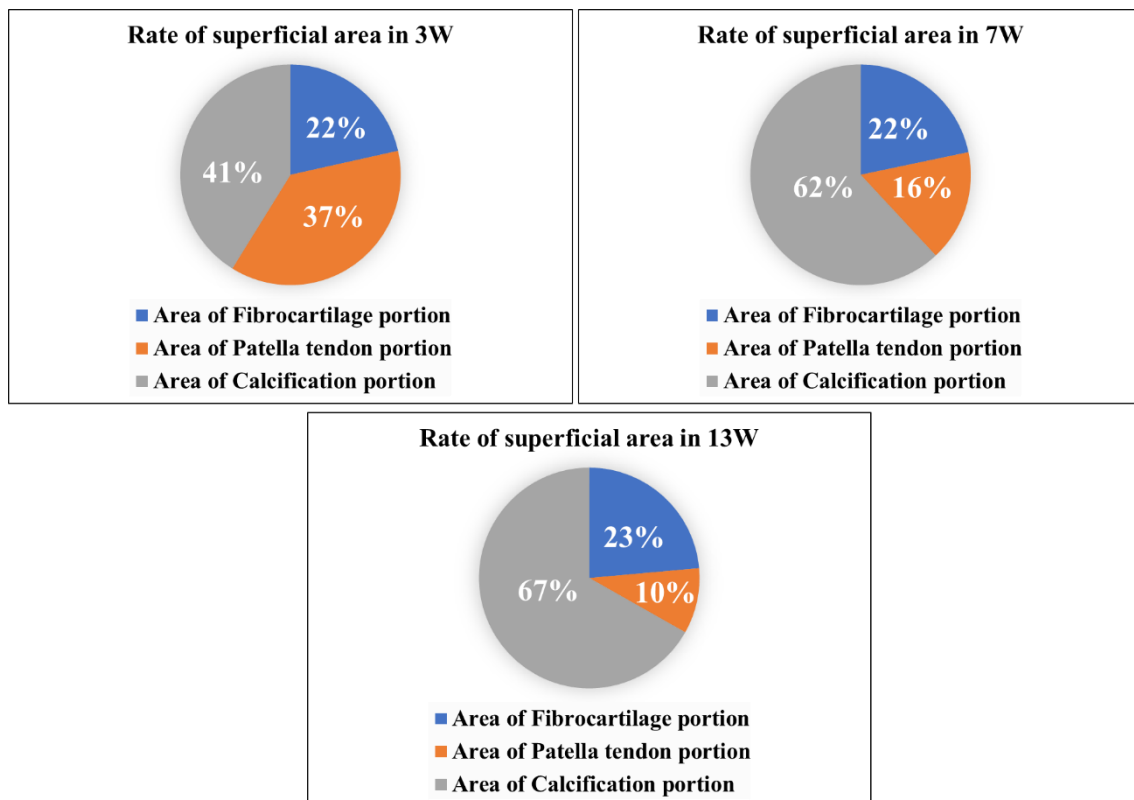 Rate of superficial area in 3W
22%
41%
37%
Area of Fibrocartilage portion
Area of Patella tendon portion
Area of Calcification portion
Rate of superficial area in 7W
22%
62%
16%
Area of Fibrocartilage portion
Area of Patella tendon portion
Area of Calcification portion
Rate of superficial area in 13W
23%
67%
10%
Area of Fibrocartilage portion
Area of Patella tendon portion
Area of Calcification portion